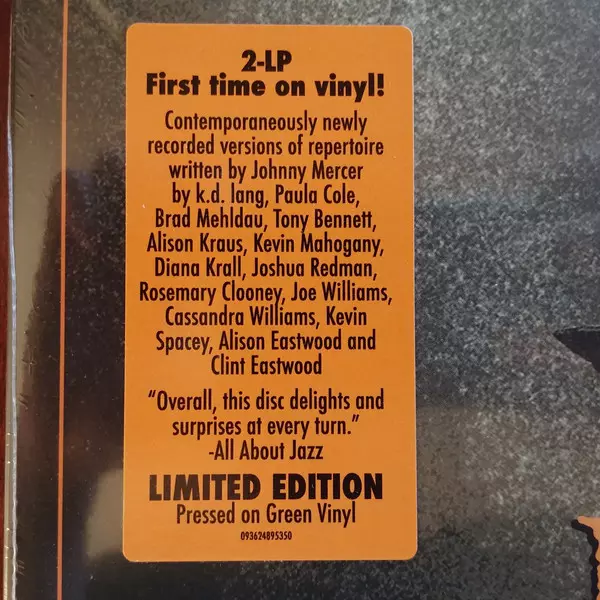 2-LP
First time on vinyl!
Contemporaneously newly
recorded versions of repertoire
written by Johnny Mercer
by k.d. lang, Paula Cole,
Brad Mehldau, Tony Bennett,
Alison Kraus, Kevin Mahogany,
Diana Krall, Joshua Redman,
Rosemary Clooney, Joe Williams,
Cassandra Williams, Kevin
Spacey, Alison Eastwood and
Clint Eastwood
“Overall, this disc delights and
surprises at every turn.”
-All About Jazz
LIMITED EDITION
Pressed on Green Vinyl
093624895350